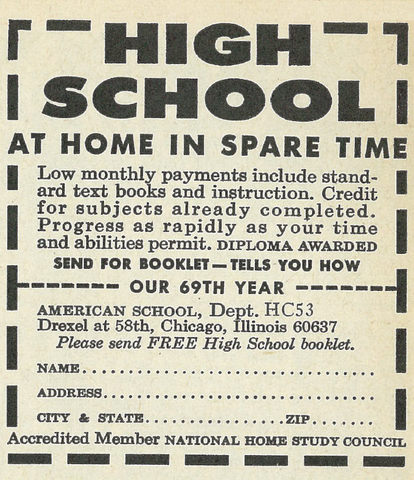 HIGH
SCHOOL
AT HOME IN SPARE TIME
Low monthly payments include stand-
ard text books and instruction. Credit
for subjects already completed.
Progress as rapidly as your time
and abilities permit. DIPLOMA AWARDED
SEND FOR BOOKLET—TELLS YOU HOW
OUR 69TH YEAR
AMERICAN SCHOOL, Dept. HC53
Drexel at 58th, Chicago, Illinois 60637
Please send FREE High School booklet.
NAME
ADDRESS
CITY & STATE ZIP
Accredited Member NATIONAL HOME STUDY COUNCIL